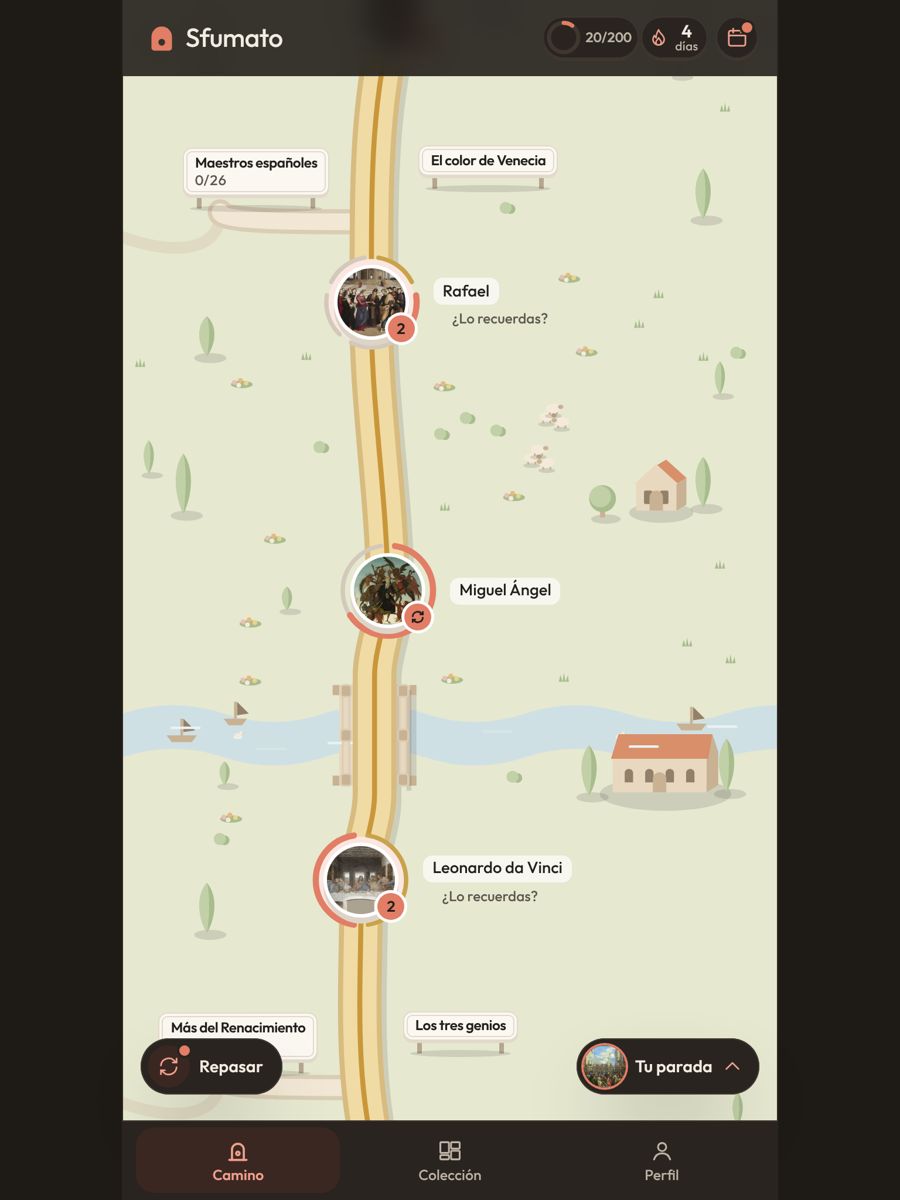 Sfumato
20/200
4
días
Maestros españoles
0/26
El color de Venecia
Rafael
¿Lo recuerdas?
2
Miguel Ángel
Leonardo da Vinci
¿Lo recuerdas?
2
Más del Renacimiento
Los tres genios
Repasar
Tu parada
Camino
Colección
Perfil